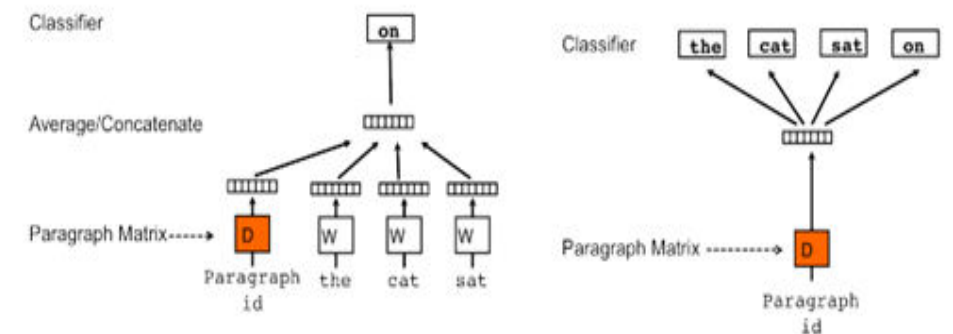 Classifier
on
Average/Concatenate
Paragraph Matrix
D
W
W
W
Paragraph
id
the
cat
sat
Classifier
the
cat
sat
on
Paragraph Matrix
D
Paragraph
id